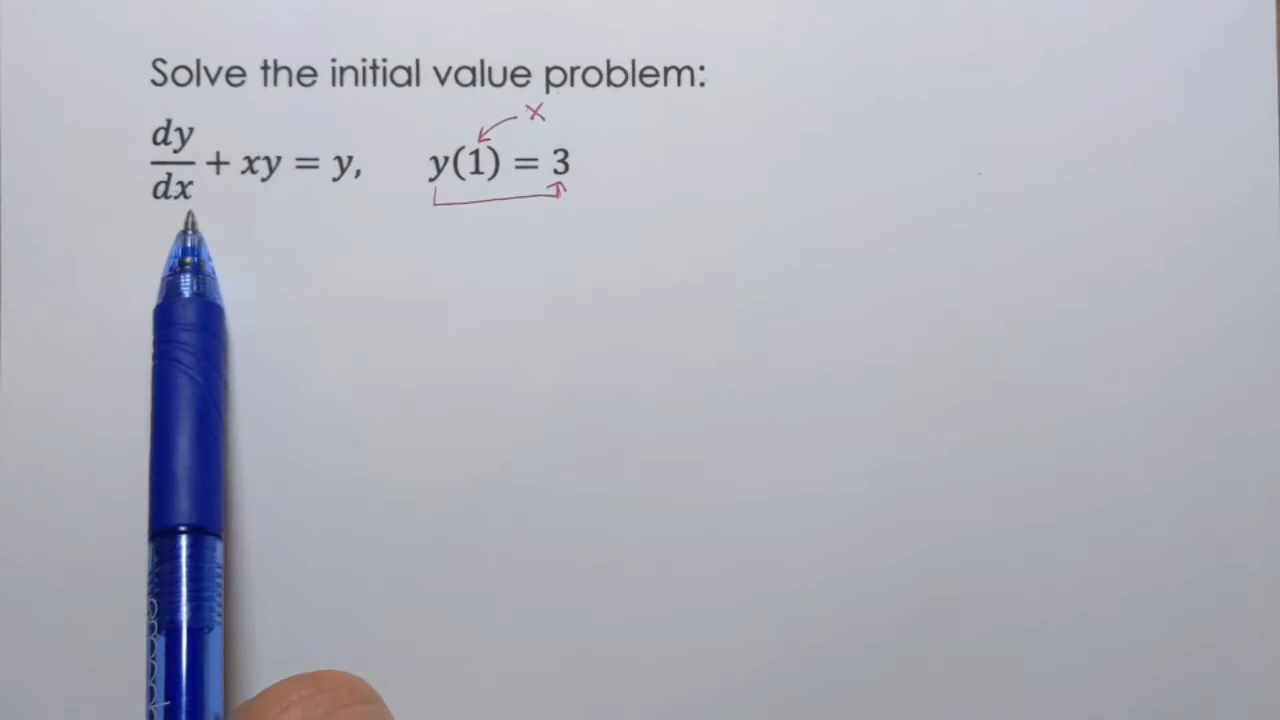 Solve the initial value problem:
x
dy/dx + xy = y, y(1) = 3